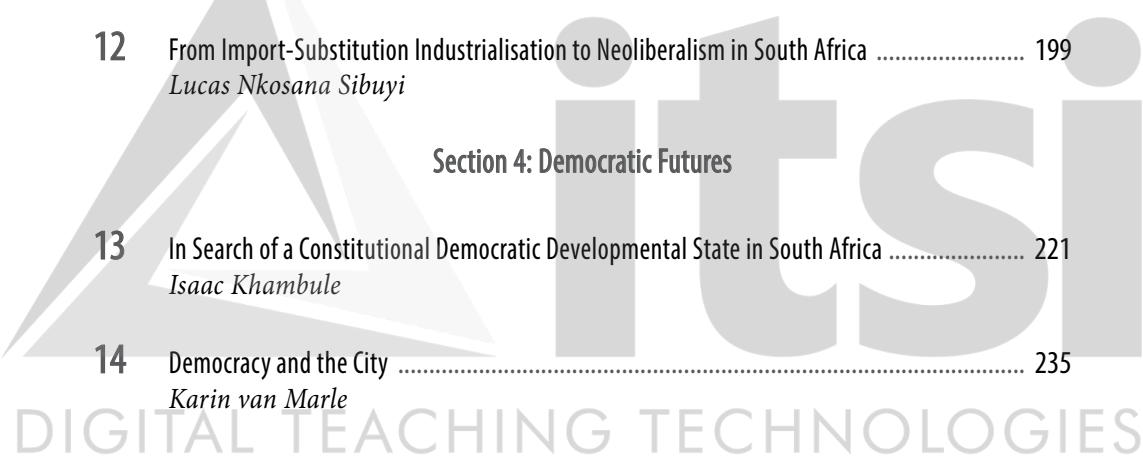 12 From Import-Substitution Industrialisation to Neoliberalism in South Africa ........................ 199
Lucas Nkosana Sibuyi
Section 4: Democratic Futures
13 In Search of a Constitutional Democratic Developmental State in South Africa ...................... 221
Isaac Khambule
14 Democracy and the City ..................................................................................................... 235
Karin van Marle
itsi
DIGITAL TEACHING TECHNOLOGIES